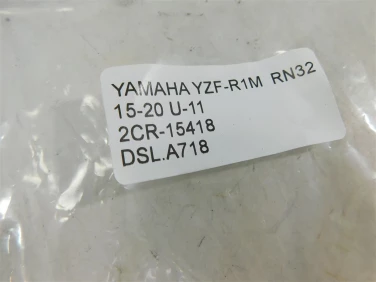 YAMAHA YZF-R1M RN32
15-20 U-11
2CR-15418
DSL.A718